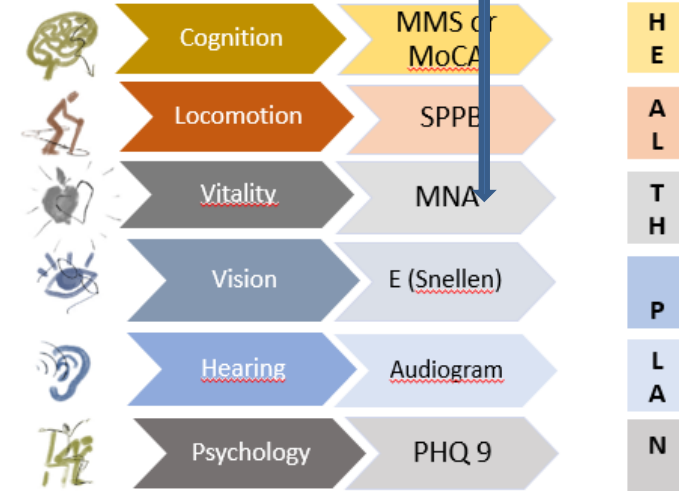 Cognition
MMS or
MoCA
H
E
Locomotion
SPPB
A
L
Vitality
MNA
T
H
Vision
E (Snellen)
P
Hearing
Audiogram
L
A
Psychology
PHQ 9
N